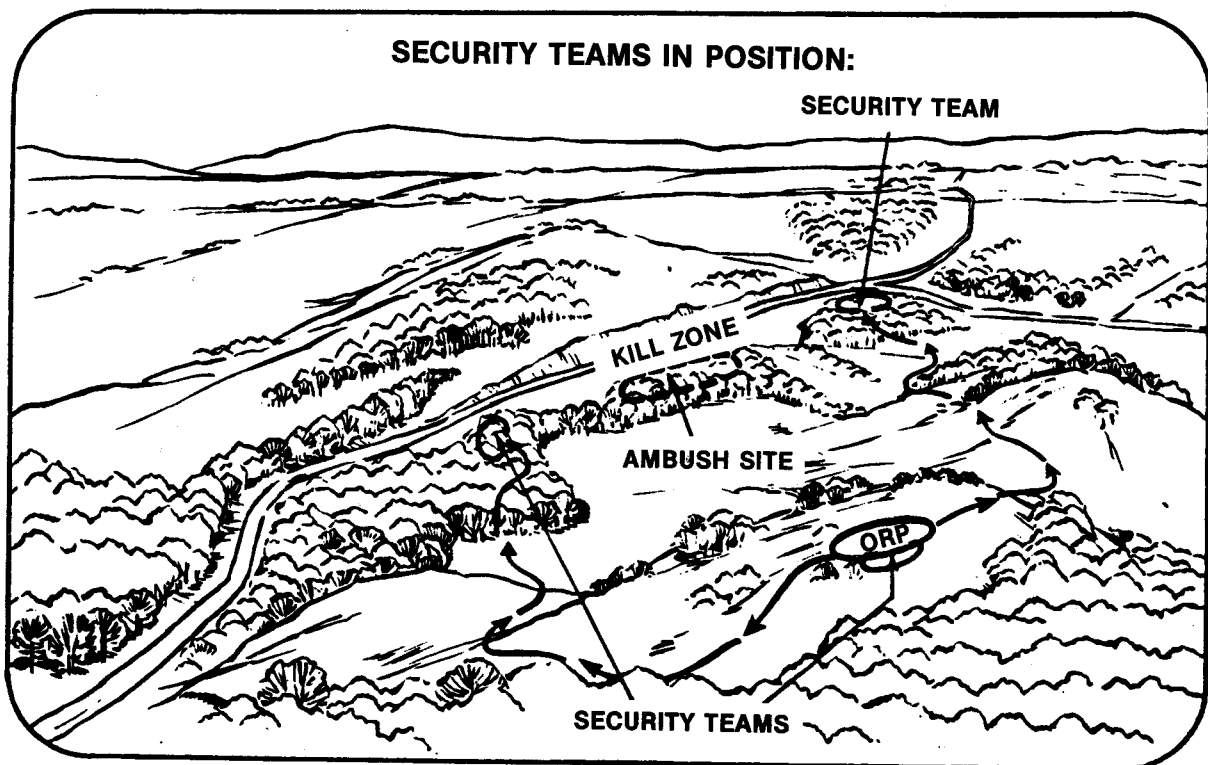 SECURITY TEAMS IN POSITION:
SECURITY TEAM
KILL ZONE
AMBUSH SITE
ORP
SECURITY TEAMS